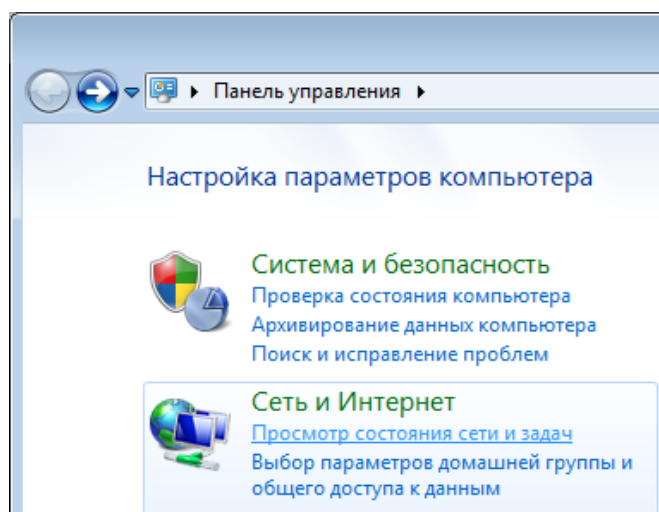 Панель управления
Настройка параметров компьютера
Система и безопасность
Проверка состояния компьютера
Архивирование данных компьютера
Поиск и исправление проблем
Сеть и Интернет
Просмотр состояния сети и задач
Выбор параметров домашней группы и
общего доступа к данным